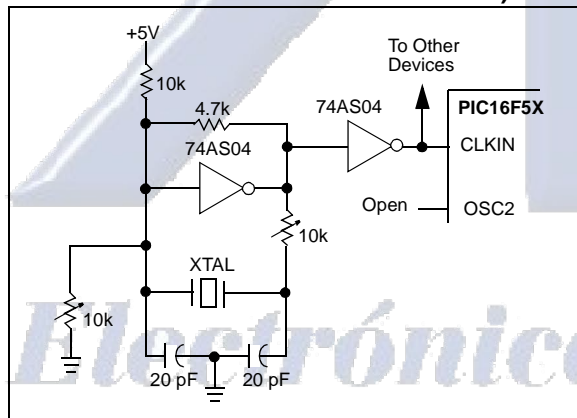 +5V
To Other
Devices
10k
PIC16F5X
4.7k
74AS04
74AS04
CLKIN
Open
OSC2
10k
XTAL
10k
20 pF
20 pF
Electrónica